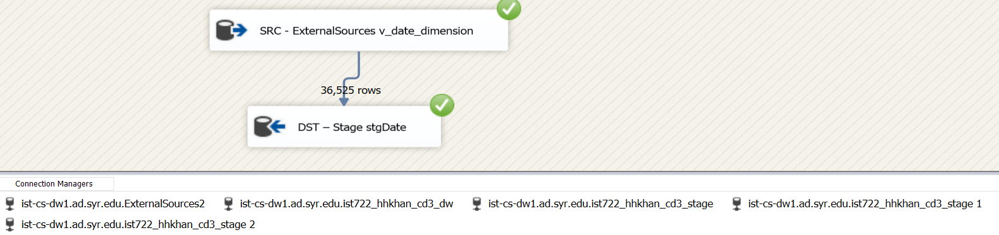 SRC - ExternalSources v_date_dimension
36,525 rows
DST – Stage stgDate
Connection Managers
ist-cs-dw1.ad.syr.edu.ExternalSources2 ist-cs-dw1.ad.syr.edu.ist722_hhkhan_cd3_dw ist-cs-dw1.ad.syr.edu.ist722_hhkhan_cd3_stage ist-cs-dw1.ad.syr.edu.ist722_hhkhan_cd3_stage 1
ist-cs-dw1.ad.syr.edu.ist722_hhkhan_cd3_stage 2